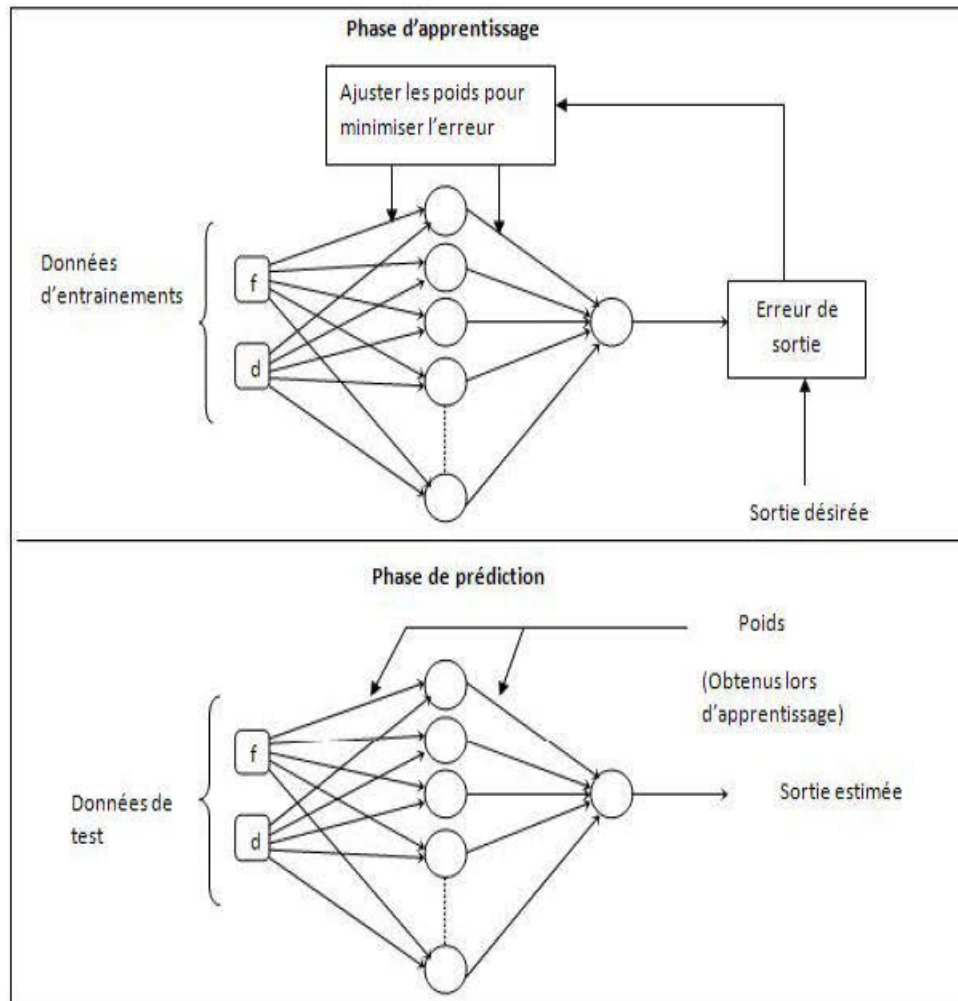 Phase d'apprentissage
Ajuster les poids pour
minimiser l'erreur
Données
d'entrainements
f
d
Erreur de
sortie
Sortie désirée
Phase de prédiction
Poids
(Obtenus lors
d'apprentissage)
f
Sortie estimée
Données de
test
d